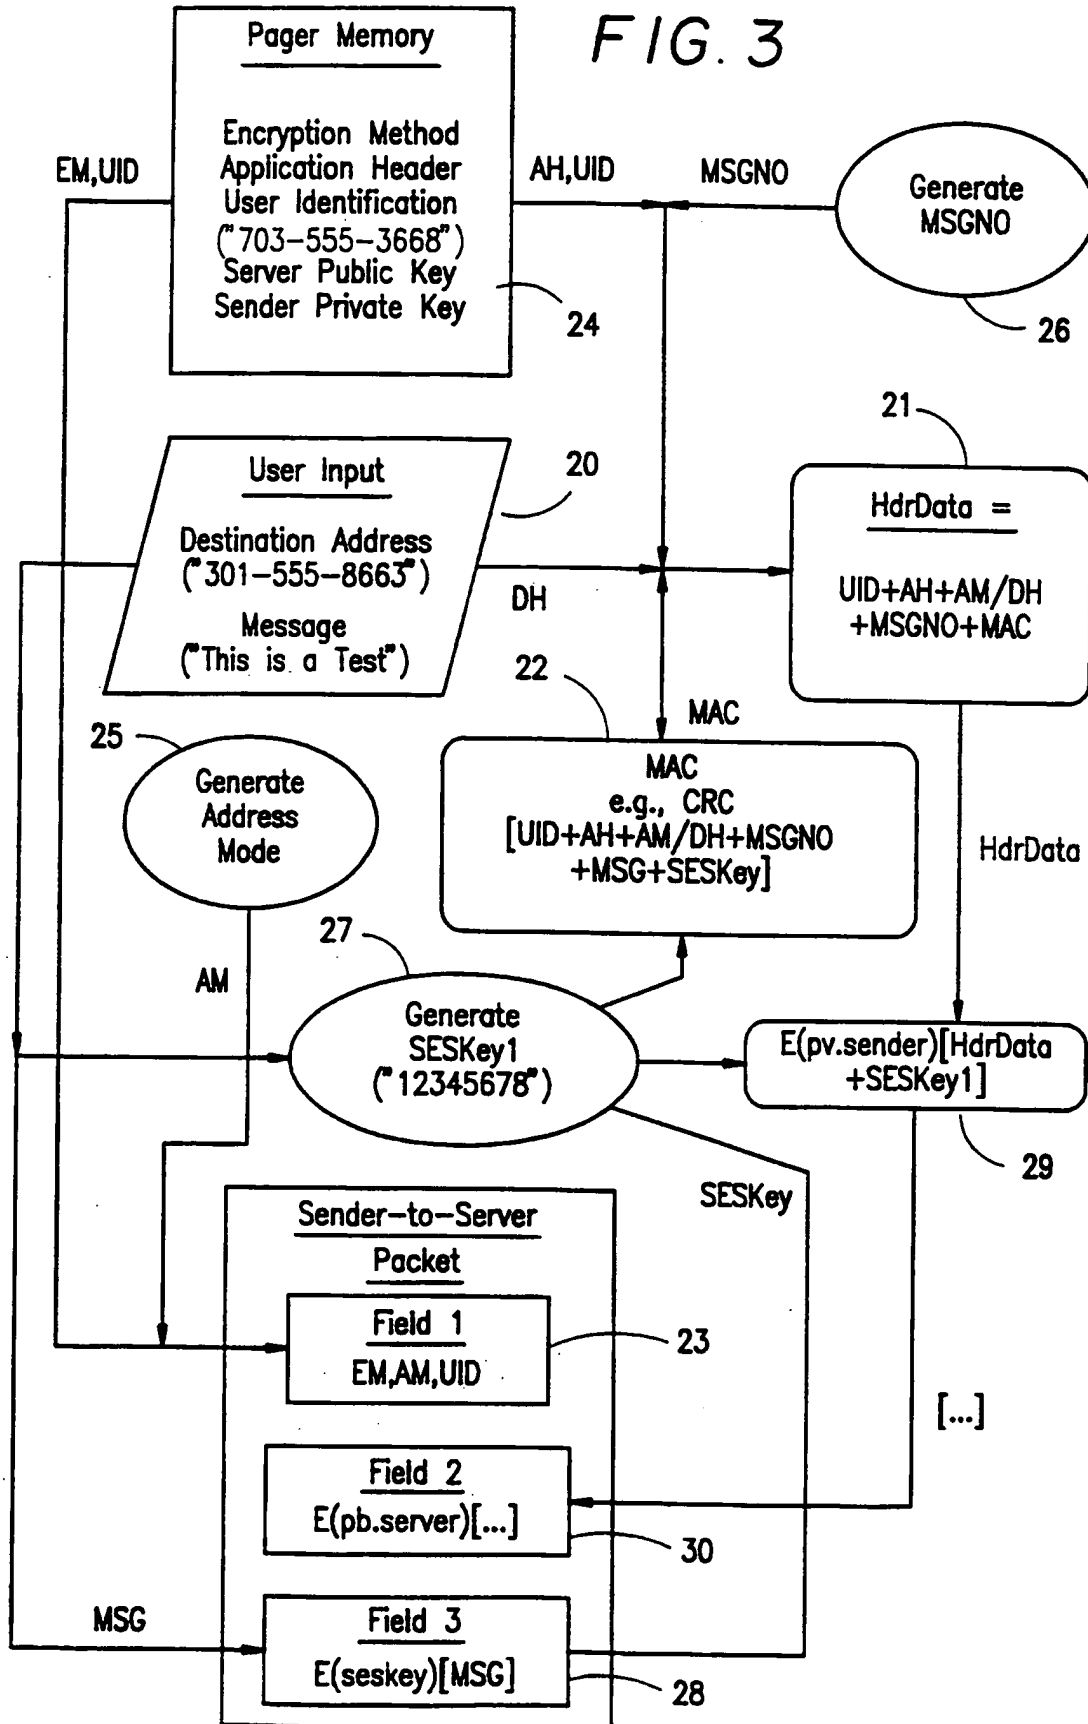 FIG. 3
Pager Memory
Encryption Method
Application Header
User Identification
("703-555-3668")
Server Public Key
Sender Private Key
24
EM,UID
AH,UID
MSGNO
Generate
MSGNO
26
User Input
Destination Address
("301-555-8663")
Message
("This is a Test")
20
DH
21
HdrData =
UID+AH+AM/DH
+MSGNO+MAC
22
MAC
MAC
e.g., CRC
[UID+AH+AM/DH+MSGNO
+MSG+SESKey]
HdrData
25
Generate
Address
Mode
AM
27
Generate
SESKey1
("12345678")
E(pv.sender)[HdrData
+SESKey1]
29
SESKey
Sender-to-Server
Packet
Field 1
EM,AM,UID
23
[...]
Field 2
E(pb.server)[...]
30
MSG
Field 3
E(seskey)[MSG]
28